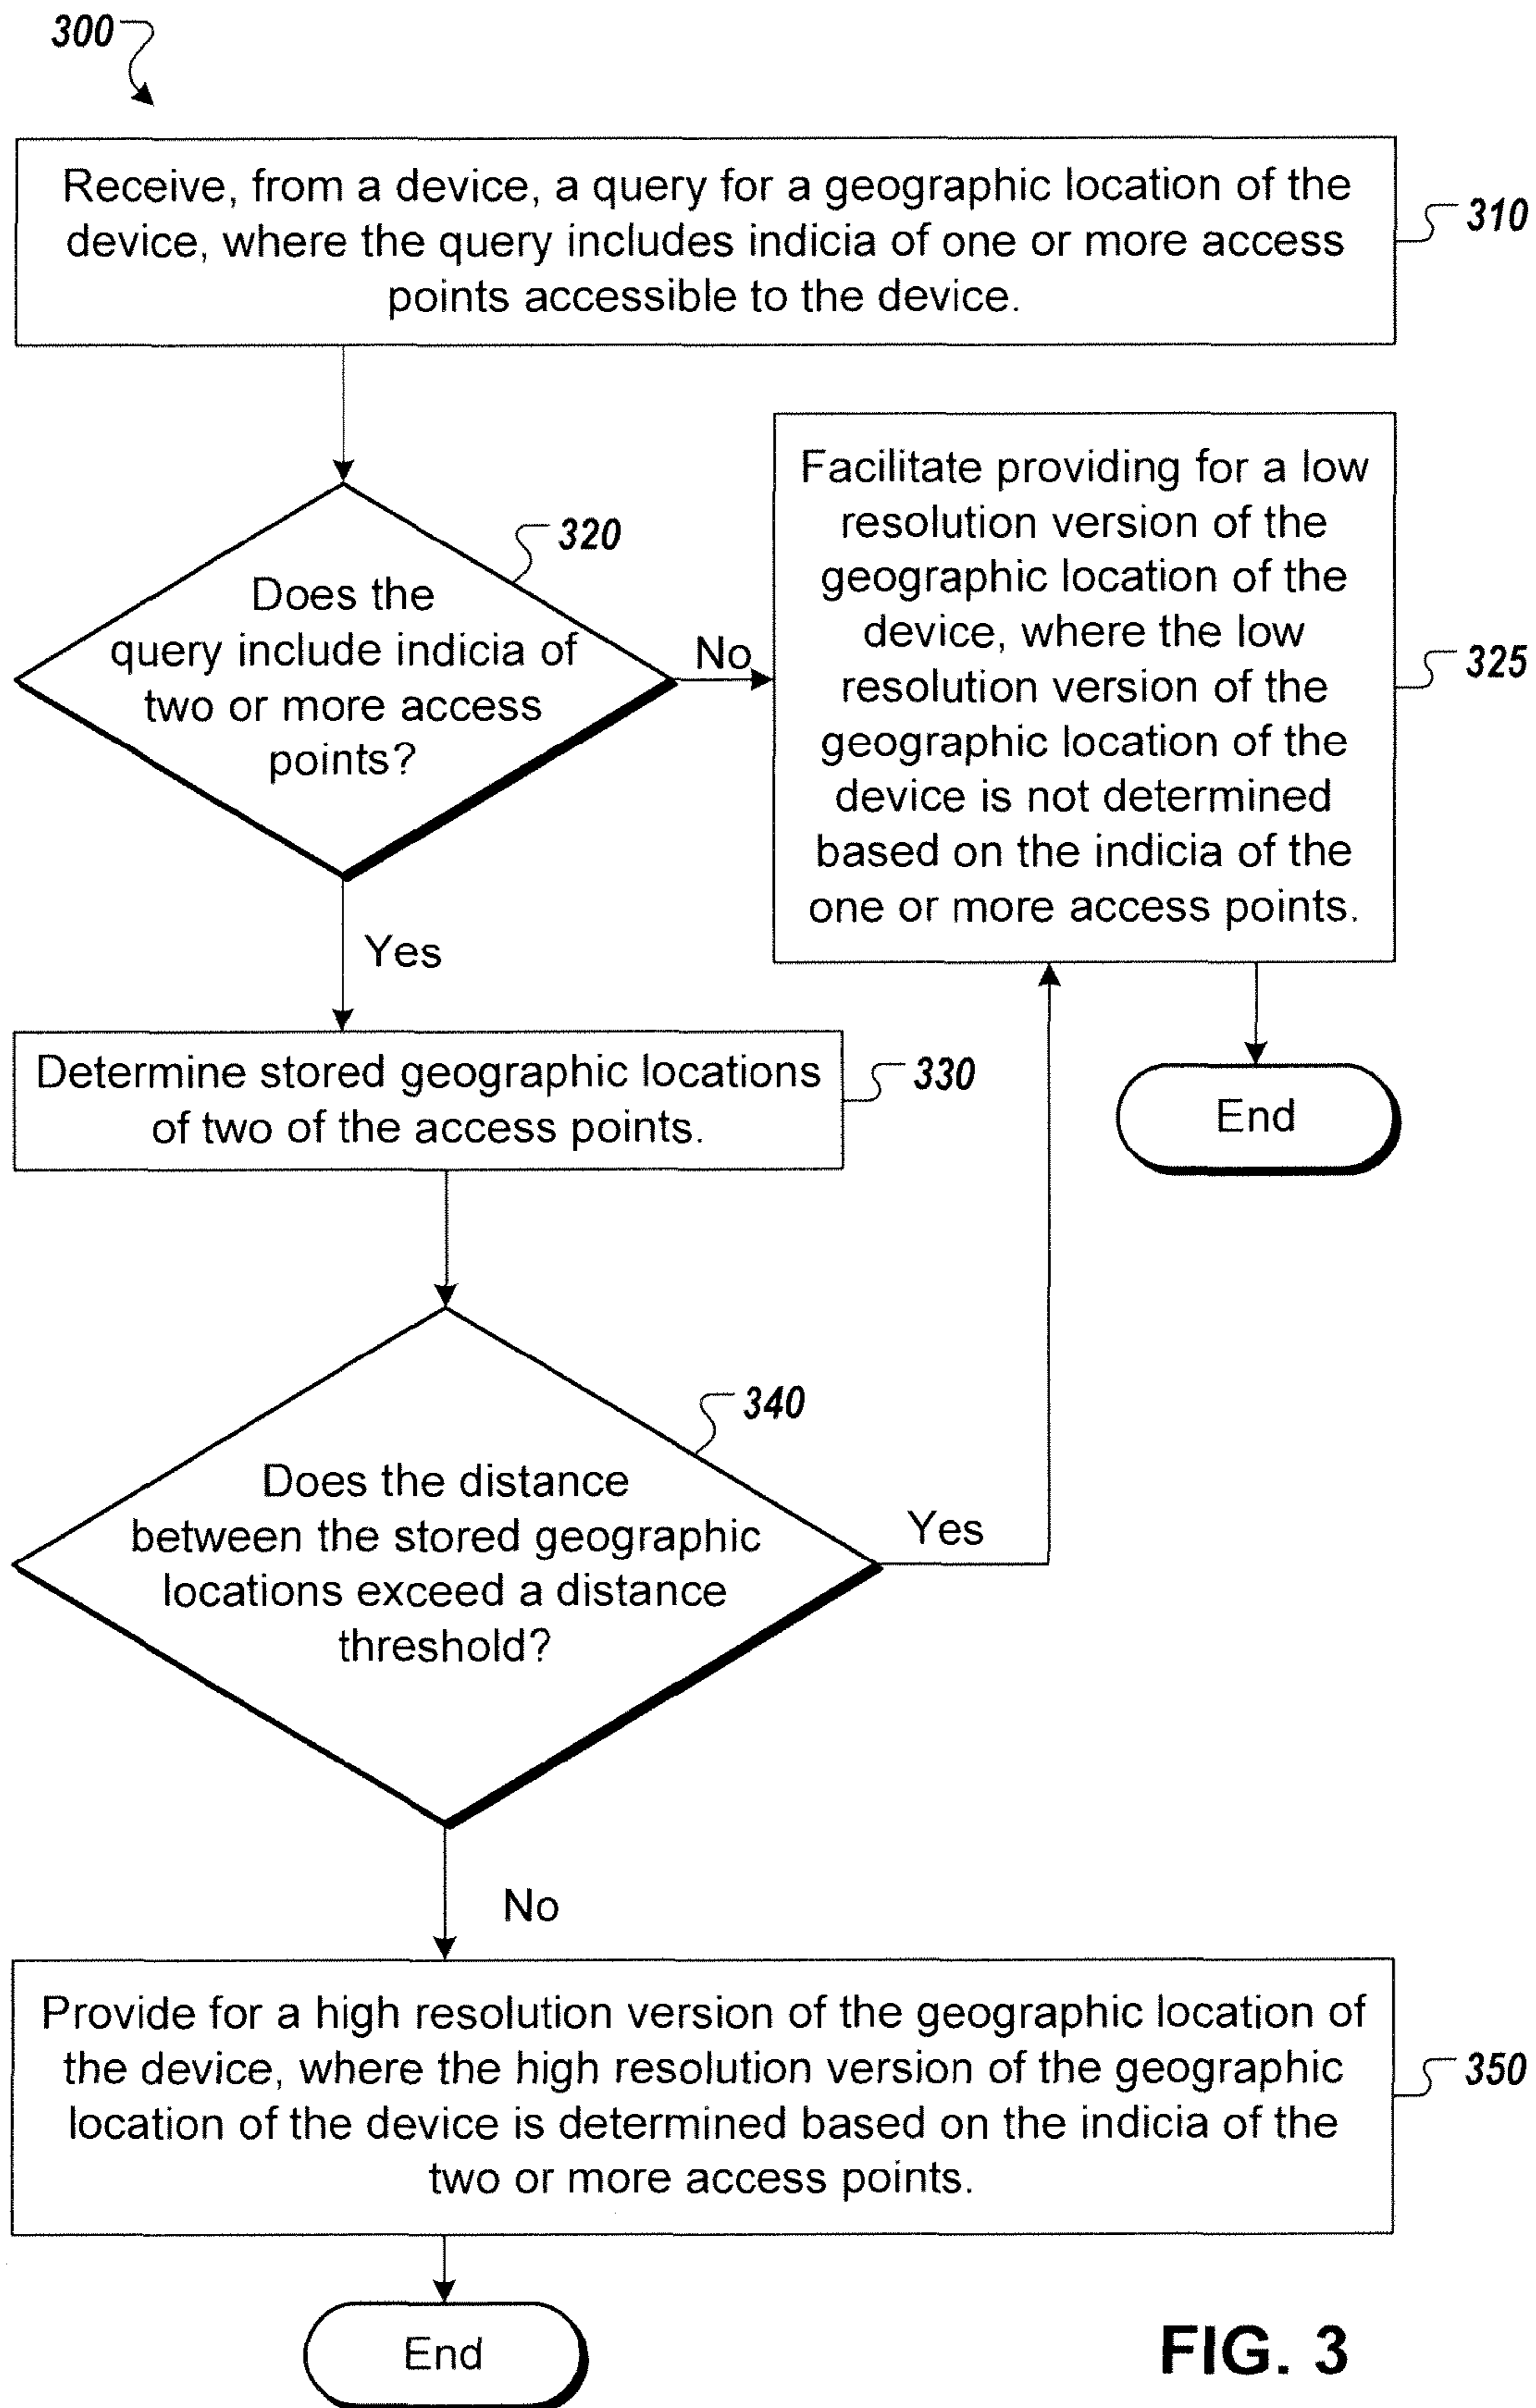 300
Receive, from a device, a query for a geographic location of the
device, where the query includes indicia of one or more access
points accessible to the device.
310
Does the
query include indicia of
two or more access
points?
320
No
Facilitate providing for a low
resolution version of the
geographic location of the
device, where the low
resolution version of the
geographic location of the
device is not determined
based on the indicia of the
one or more access points.
325
Yes
End
Determine stored geographic locations
of two of the access points.
330
Does the distance
between the stored geographic
locations exceed a distance
threshold?
340
Yes
No
Provide for a high resolution version of the geographic location of
the device, where the high resolution version of the geographic
location of the device is determined based on the indicia of the
two or more access points.
350
End
FIG. 3